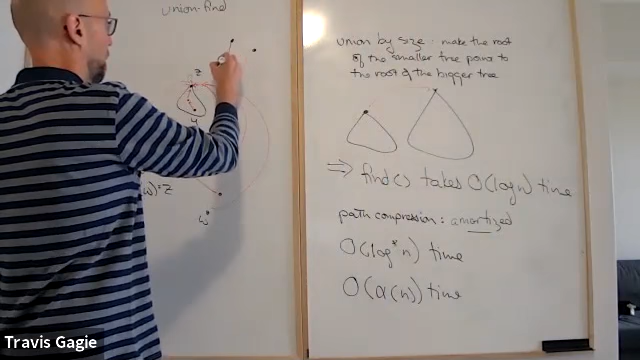 union-find
z
y
w)=z
w
union by size: make the root
of the smaller tree point to
the root of the bigger tree
⇒ find() takes O(log n) time
path compression: amortized
O(log* n) time
O(α(n)) time
Travis Gagie